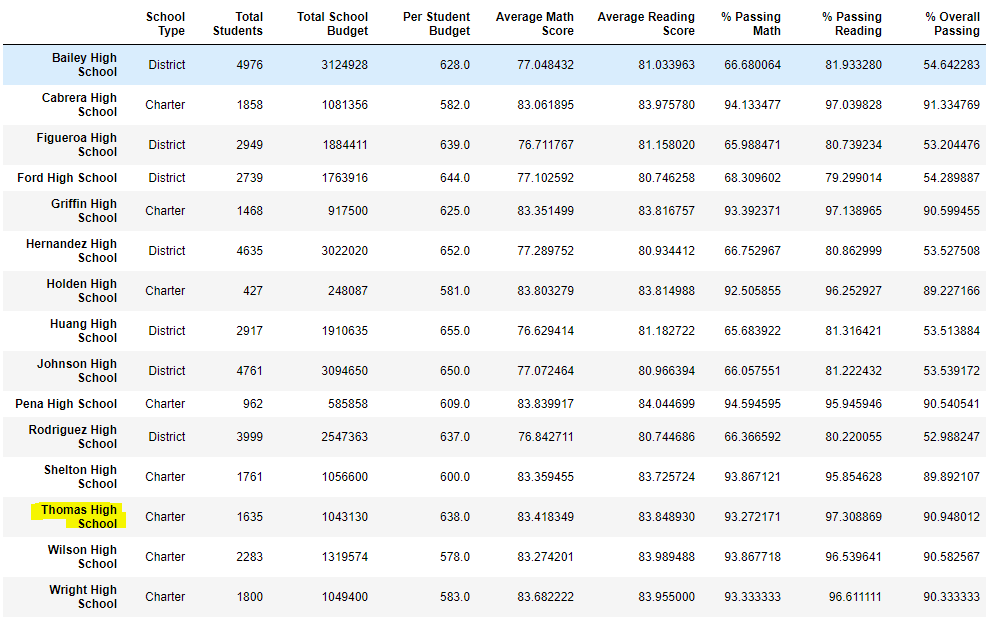 School Type Total Students Total School Budget Per Student Budget Average Math Score Average Reading Score % Passing Math % Passing Reading % Overall Passing
Bailey High School District 4976 3124928 628.0 77.048432 81.033963 66.680064 81.933280 54.642283
Cabrera High School Charter 1858 1081356 582.0 83.061895 83.975780 94.133477 97.039828 91.334769
Figueroa High School District 2949 1884411 639.0 76.711767 81.158020 65.988471 80.739234 53.204476
Ford High School District 2739 1763916 644.0 77.102592 80.746258 68.309602 79.299014 54.289887
Griffin High School Charter 1468 917500 625.0 83.351499 83.816757 93.392371 97.138965 90.599455
Hernandez High School District 4635 3022020 652.0 77.289752 80.934412 66.752967 80.862999 53.527508
Holden High School Charter 427 248087 581.0 83.803279 83.814988 92.505855 96.252927 89.227166
Huang High School District 2917 1910635 655.0 76.629414 81.182722 65.683922 81.316421 53.513884
Johnson High School District 4761 3094650 650.0 77.072464 80.966394 66.057551 81.222432 53.539172
Pena High School Charter 962 585858 609.0 83.839917 84.044699 94.594595 95.945946 90.540541
Rodriguez High School District 3999 2547363 637.0 76.842711 80.744686 66.366592 80.220055 52.988247
Shelton High School Charter 1761 1056600 600.0 83.359455 83.725724 93.867121 95.854628 89.892107
Thomas High School Charter 1635 1043130 638.0 83.418349 83.848930 93.272171 97.308869 90.948012
Wilson High School Charter 2283 1319574 578.0 83.274201 83.989488 93.867718 96.539641 90.582567
Wright High School Charter 1800 1049400 583.0 83.682222 83.955000 93.333333 96.611111 90.333333